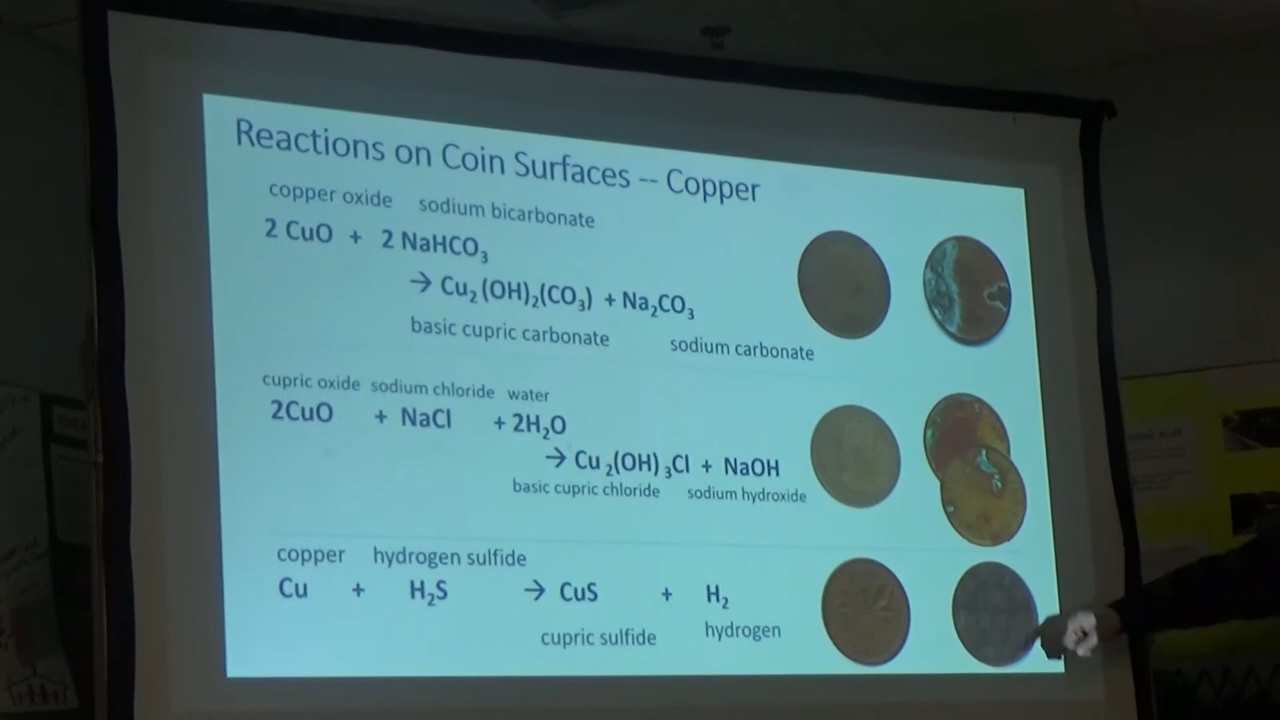 Reactions on Coin Surfaces -- Copper
copper oxide sodium bicarbonate
2 CuO + 2 NaHCO₃
→ Cu₂(OH)₂(CO₃) + Na₂CO₃
basic cupric carbonate sodium carbonate
cupric oxide sodium chloride water
2CuO + NaCl + 2H₂O
→ Cu₂(OH)₃Cl + NaOH
basic cupric chloride sodium hydroxide
copper hydrogen sulfide
Cu + H₂S → CuS + H₂
cupric sulfide hydrogen